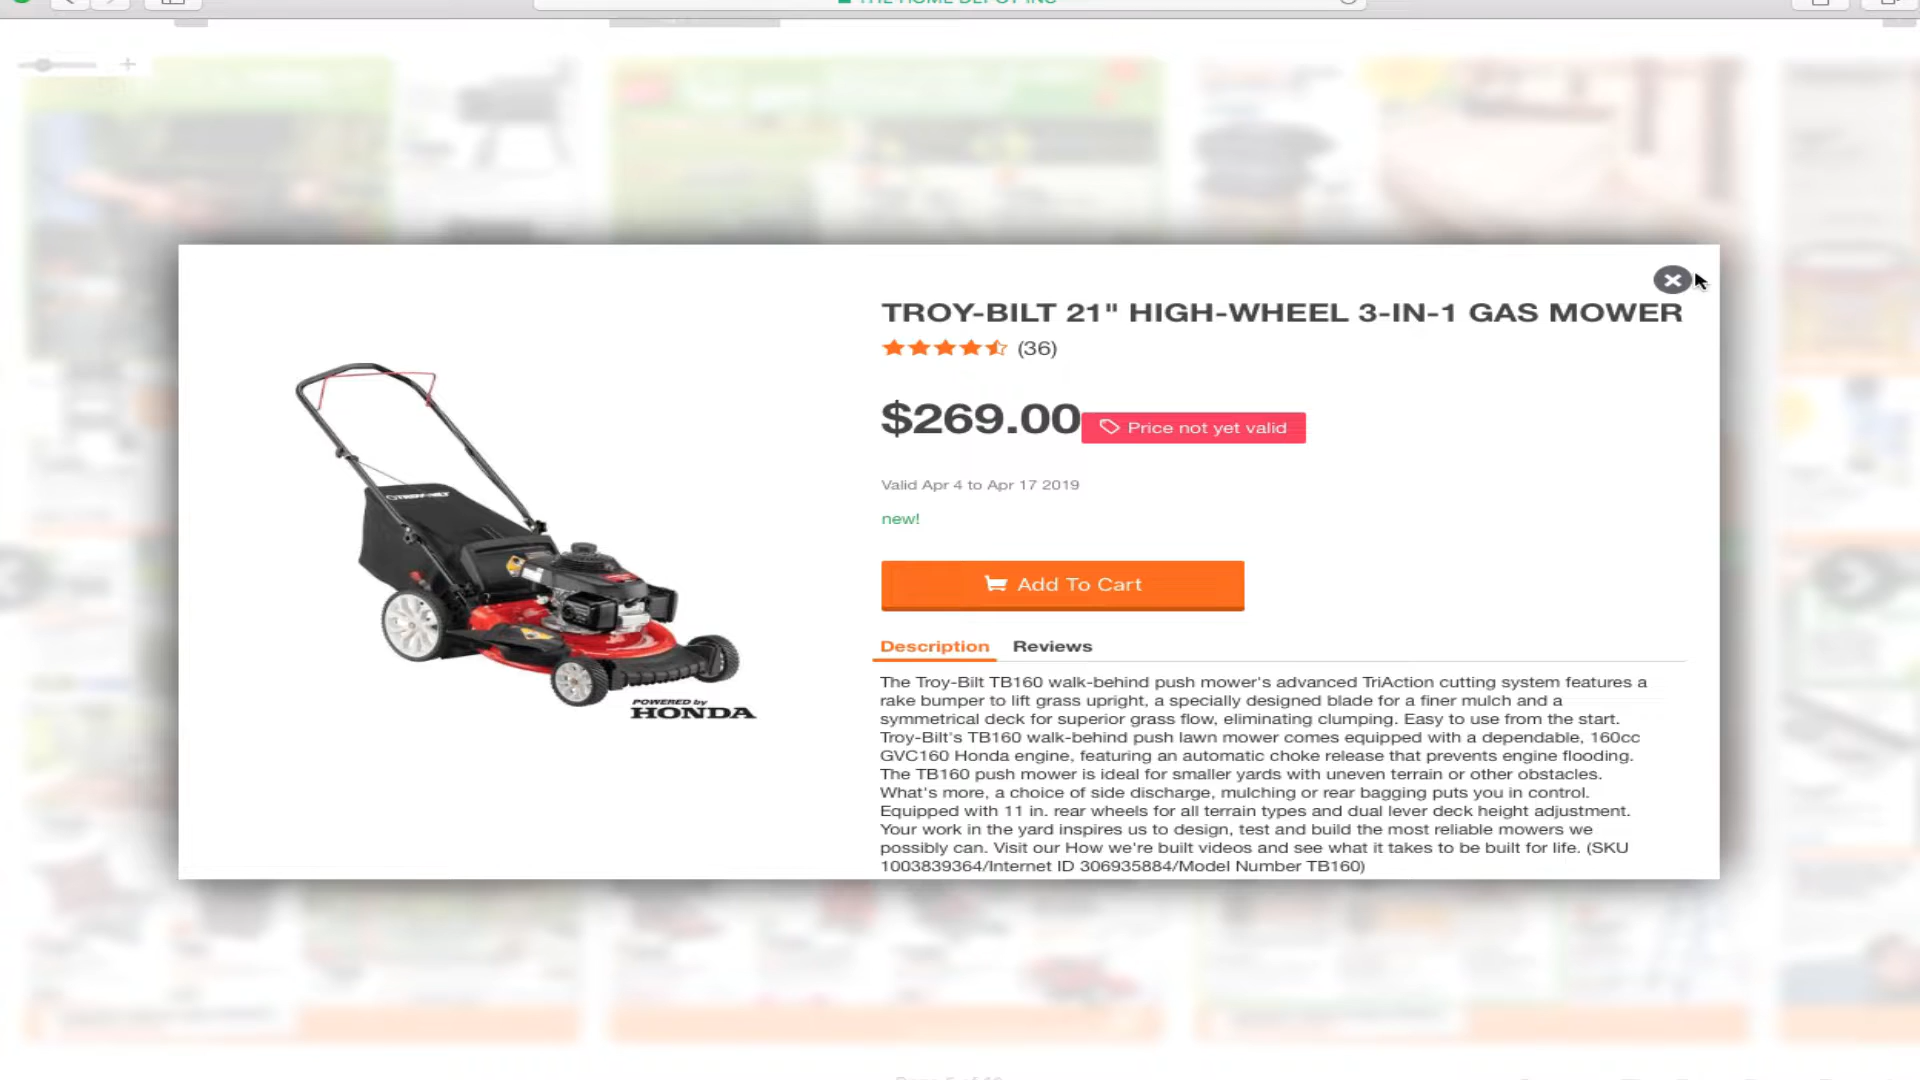 THE HOME DEPOT INC
TROY-BILT 21" HIGH-WHEEL 3-IN-1 GAS MOWER
(36)
$269.00
Price not yet valid
Valid Apr 4 to Apr 17 2019
new!
Add To Cart
Description Reviews
The Troy-Bilt TB160 walk-behind push mower's advanced TriAction cutting system features a
rake bumper to lift grass upright, a specially designed blade for a finer mulch and a
symmetrical deck for superior grass flow, eliminating clumping. Easy to use from the start.
Troy-Bilt's TB160 walk-behind push lawn mower comes equipped with a dependable, 160cc
GVC160 Honda engine, featuring an automatic choke release that prevents engine flooding.
The TB160 push mower is ideal for smaller yards with uneven terrain or other obstacles.
What's more, a choice of side discharge, mulching or rear bagging puts you in control.
Equipped with 11 in. rear wheels for all terrain types and dual lever deck height adjustment.
Your work in the yard inspires us to design, test and build the most reliable mowers we
possibly can. Visit our How we're built videos and see what it takes to be built for life. (SKU
1003839364/Internet ID 306935884/Model Number TB160)
TROY-BILT
POWERED by
HONDA